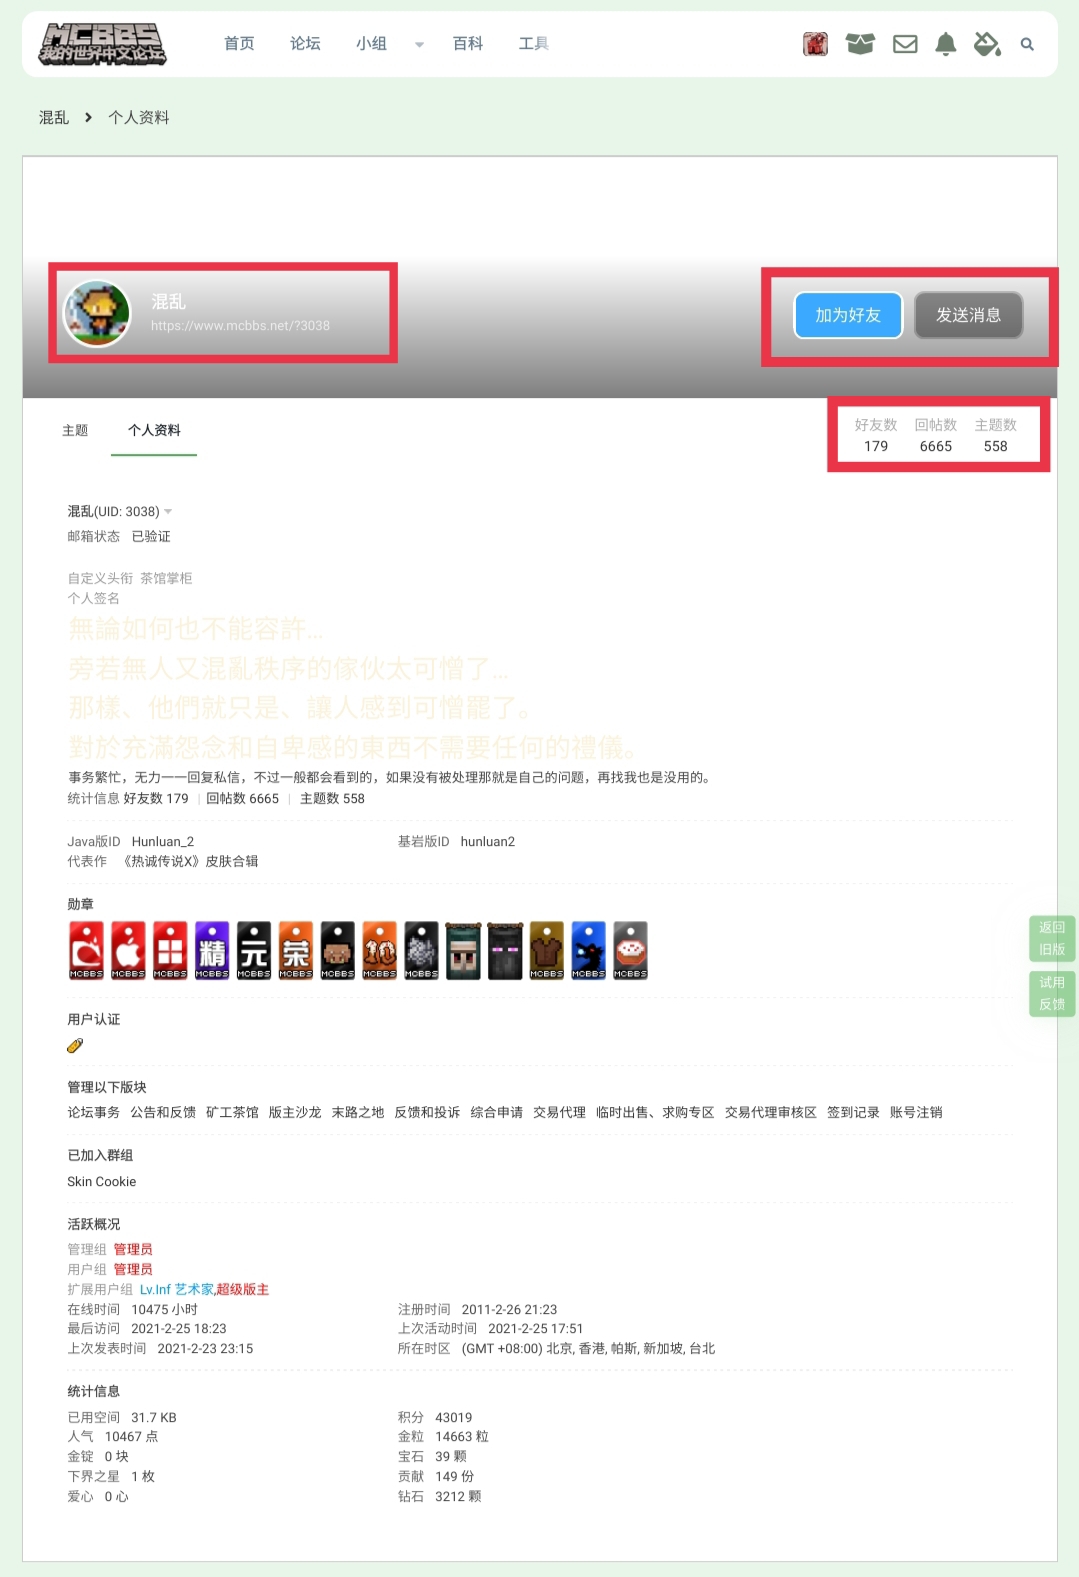 MCBBS
我的世界中文论坛
首页 论坛 小组 百科 工具
混乱 > 个人资料
混乱
https://www.mcbbs.net/?3038
加为好友 发送消息
主题 个人资料
好友数 回帖数 主题数
179 6665 558
混乱(UID: 3038)
邮箱状态 已验证
自定义头衔 茶馆掌柜
个人签名
無論如何也不能容許...
旁若無人又混亂秩序的傢伙太可憎了...
那樣、他們就只是、讓人感到可憎罷了。
對於充滿怨念和自卑感的東西不需要任何的禮儀。
事务繁忙，无力一一回复私信，不过一般都会看到的，如果没有被处理那就是自己的问题，再找我也是没用的。
统计信息 好友数 179 | 回帖数 6665 | 主题数 558
Java版ID Hunluan_2 基岩版ID hunluan2
代表作 《热诚传说X》皮肤合辑
勋章
精 元 荣 10
MCBBS MCBBS MCBBS MCBBS MCBBS MCBBS MCBBS MCBBS MCBBS MCBBS MCBBS MCBBS
返回
旧版
试用
反馈
用户认证
管理以下版块
论坛事务 公告和反馈 矿工茶馆 版主沙龙 末路之地 反馈和投诉 综合申请 交易代理 临时出售、求购专区 交易代理审核区 签到记录 账号注销
已加入群组
Skin Cookie
活跃概况
管理组 管理员
用户组 管理员
扩展用户组 Lv.Inf 艺术家,超级版主
在线时间 10475 小时 注册时间 2011-2-26 21:23
最后访问 2021-2-25 18:23 上次活动时间 2021-2-25 17:51
上次发表时间 2021-2-23 23:15 所在时区 (GMT +08:00) 北京, 香港, 帕斯, 新加坡, 台北
统计信息
已用空间 31.7 KB 积分 43019
人气 10467 点 金粒 14663 粒
金锭 0 块 宝石 39 颗
下界之星 1 枚 贡献 149 份
爱心 0 心 钻石 3212 颗